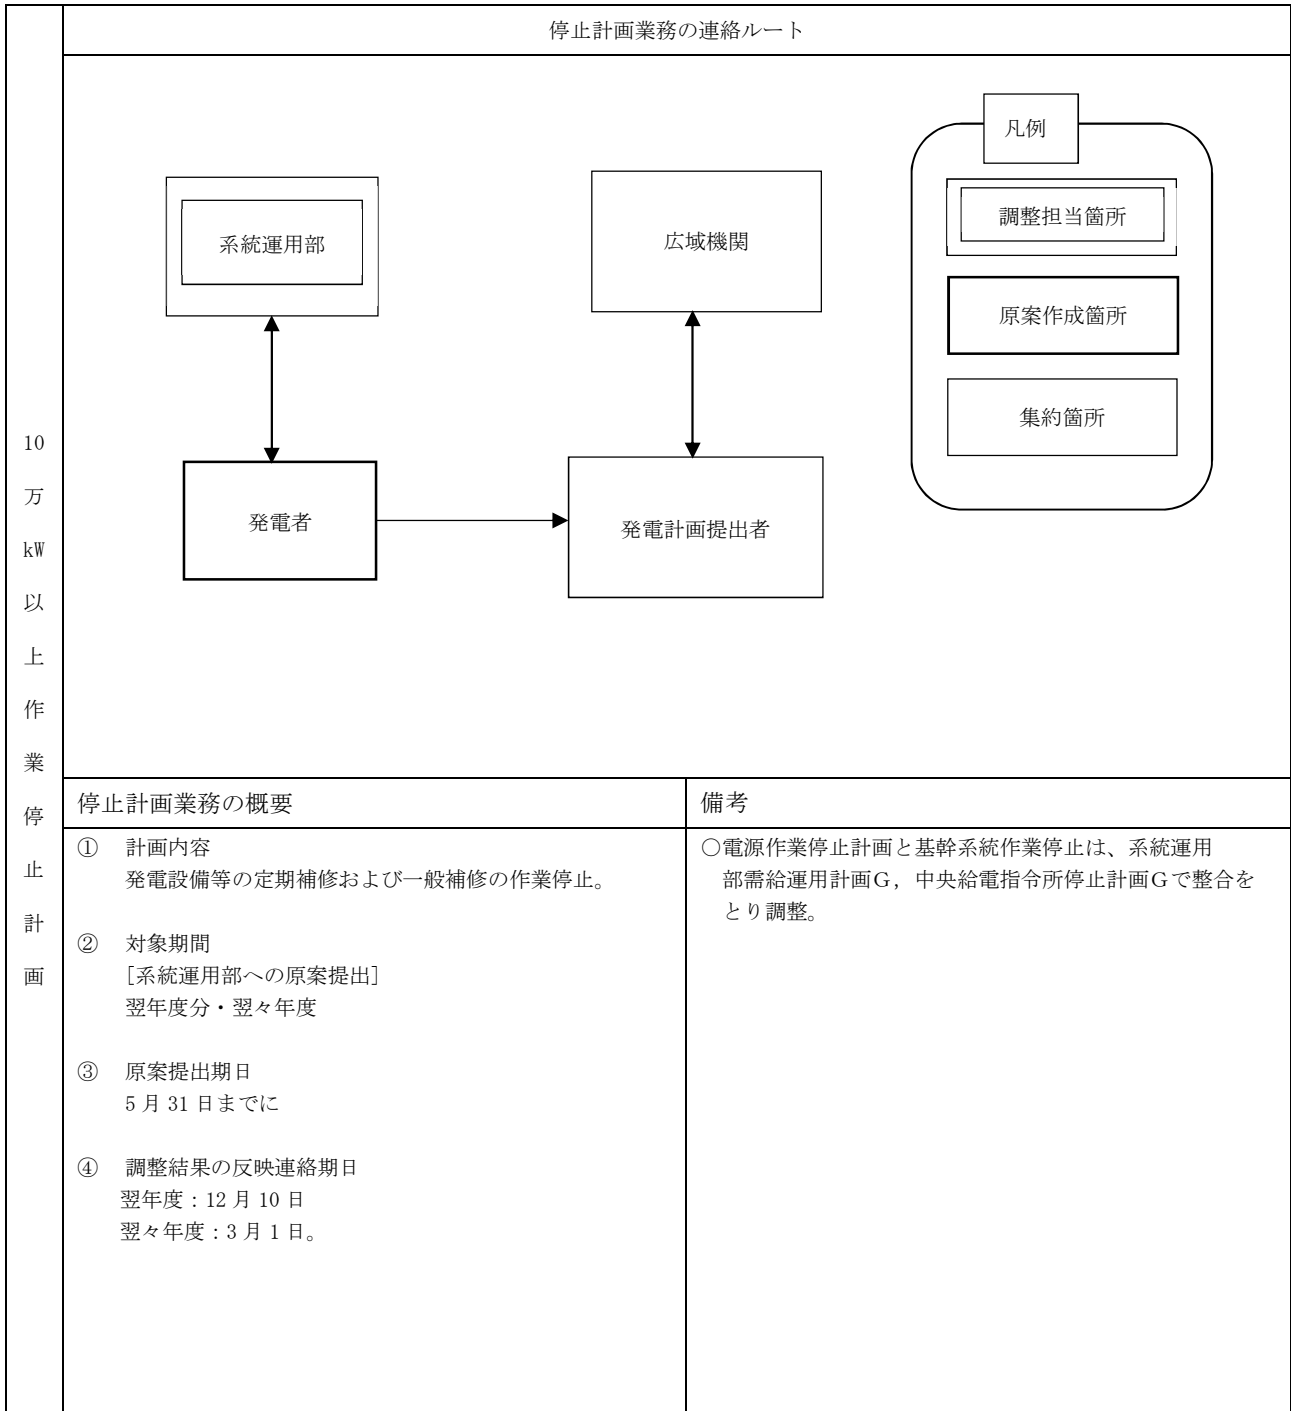 停止計画業務の連絡ルート
凡例
調整担当箇所
系統運用部
広域機関
原案作成箇所
集約箇所
発電者
発電計画提出者
10
万
kW
以
上
作
業
停
止
計
画
停止計画業務の概要
備考
① 計画内容
発電設備等の定期補修および一般補修の作業停止。
② 対象期間
[系統運用部への原案提出]
翌年度分・翌々年度
③ 原案提出期日
5月31日までに
④ 調整結果の反映連絡期日
翌年度：12月10日
翌々年度：3月1日。
○電源作業停止計画と基幹系統作業停止は、系統運用
部需給運用計画G，中央給電指令所停止計画Gで整合を
とり調整。